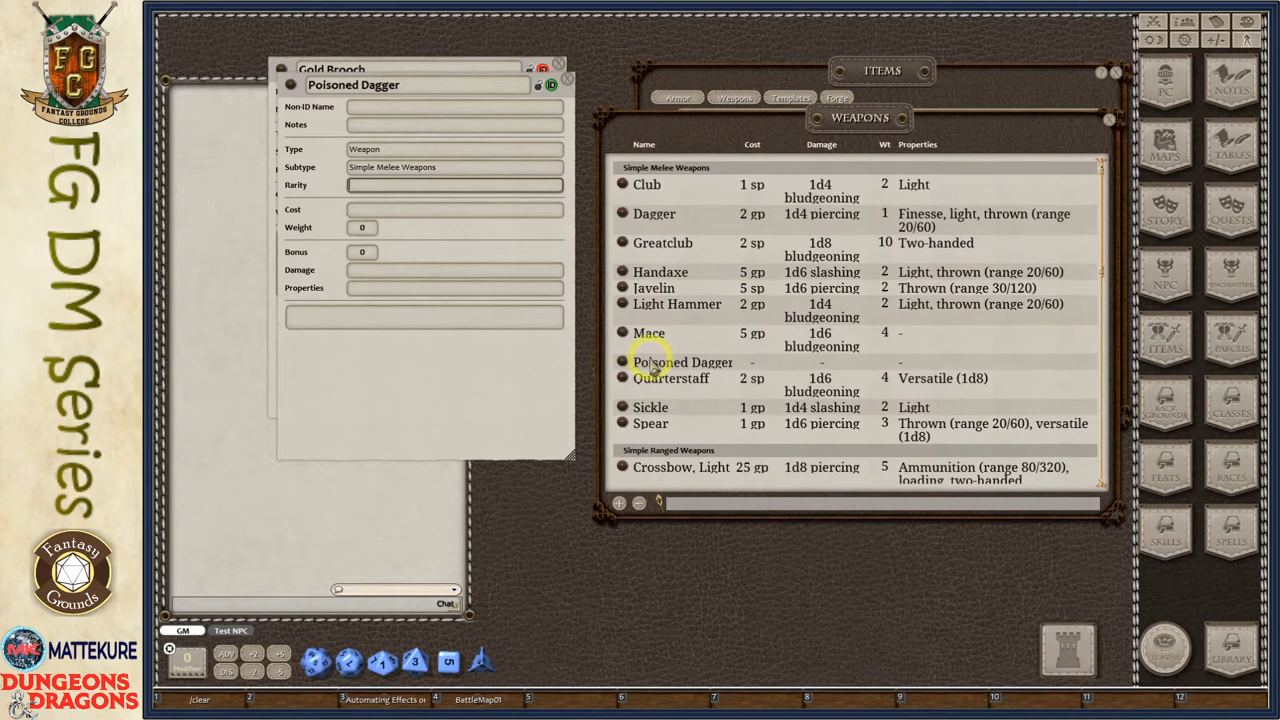 FGC
FANTASY GROUNDS
COLLEGE
FG DM Series
Fantasy
Grounds
MK MATTEKURE
DUNGEONS
& DRAGONS
Gold Brooch
Poisoned Dagger ID
Non-ID Name
Notes
Type Weapon
Subtype Simple Melee Weapons
Rarity
Cost
Weight 0
Bonus 0
Damage
Properties
ITEMS
Armor Weapons Templates Forge
WEAPONS
Name Cost Damage Wt Properties
Simple Melee Weapons
Club 1 sp 1d4 bludgeoning 2 Light
Dagger 2 gp 1d4 piercing 1 Finesse, light, thrown (range 20/60)
Greatclub 2 sp 1d8 bludgeoning 10 Two-handed
Handaxe 5 gp 1d6 slashing 2 Light, thrown (range 20/60)
Javelin 5 sp 1d6 piercing 2 Thrown (range 30/120)
Light Hammer 2 gp 1d4 bludgeoning 2 Light, thrown (range 20/60)
Mace 5 gp 1d6 bludgeoning 4 -
Poisoned Dagger - - -
Quarterstaff 2 sp 1d6 bludgeoning 4 Versatile (1d8)
Sickle 1 gp 1d4 slashing 2 Light
Spear 1 gp 1d6 piercing 3 Thrown (range 20/60), versatile (1d8)
Simple Ranged Weapons
Crossbow, Light 25 gp 1d8 piercing 5 Ammunition (range 80/320), loading, two-handed
Chat
GM Test NPC
0
Modifier
ADV +2 +5
DIS -2 -5
1 2 3 4 5 6 7 8 9 10 11 12
/clear Automating Effects or BattleMap01
+/-
PC NOTES
MAPS TABLES
STORY QUESTS
NPC ENCOUNTERS
ITEMS PARCELS
BACK GROUNDS CLASSES
FEATS RACES
SKILLS SPELLS
TOKENS LIBRARY